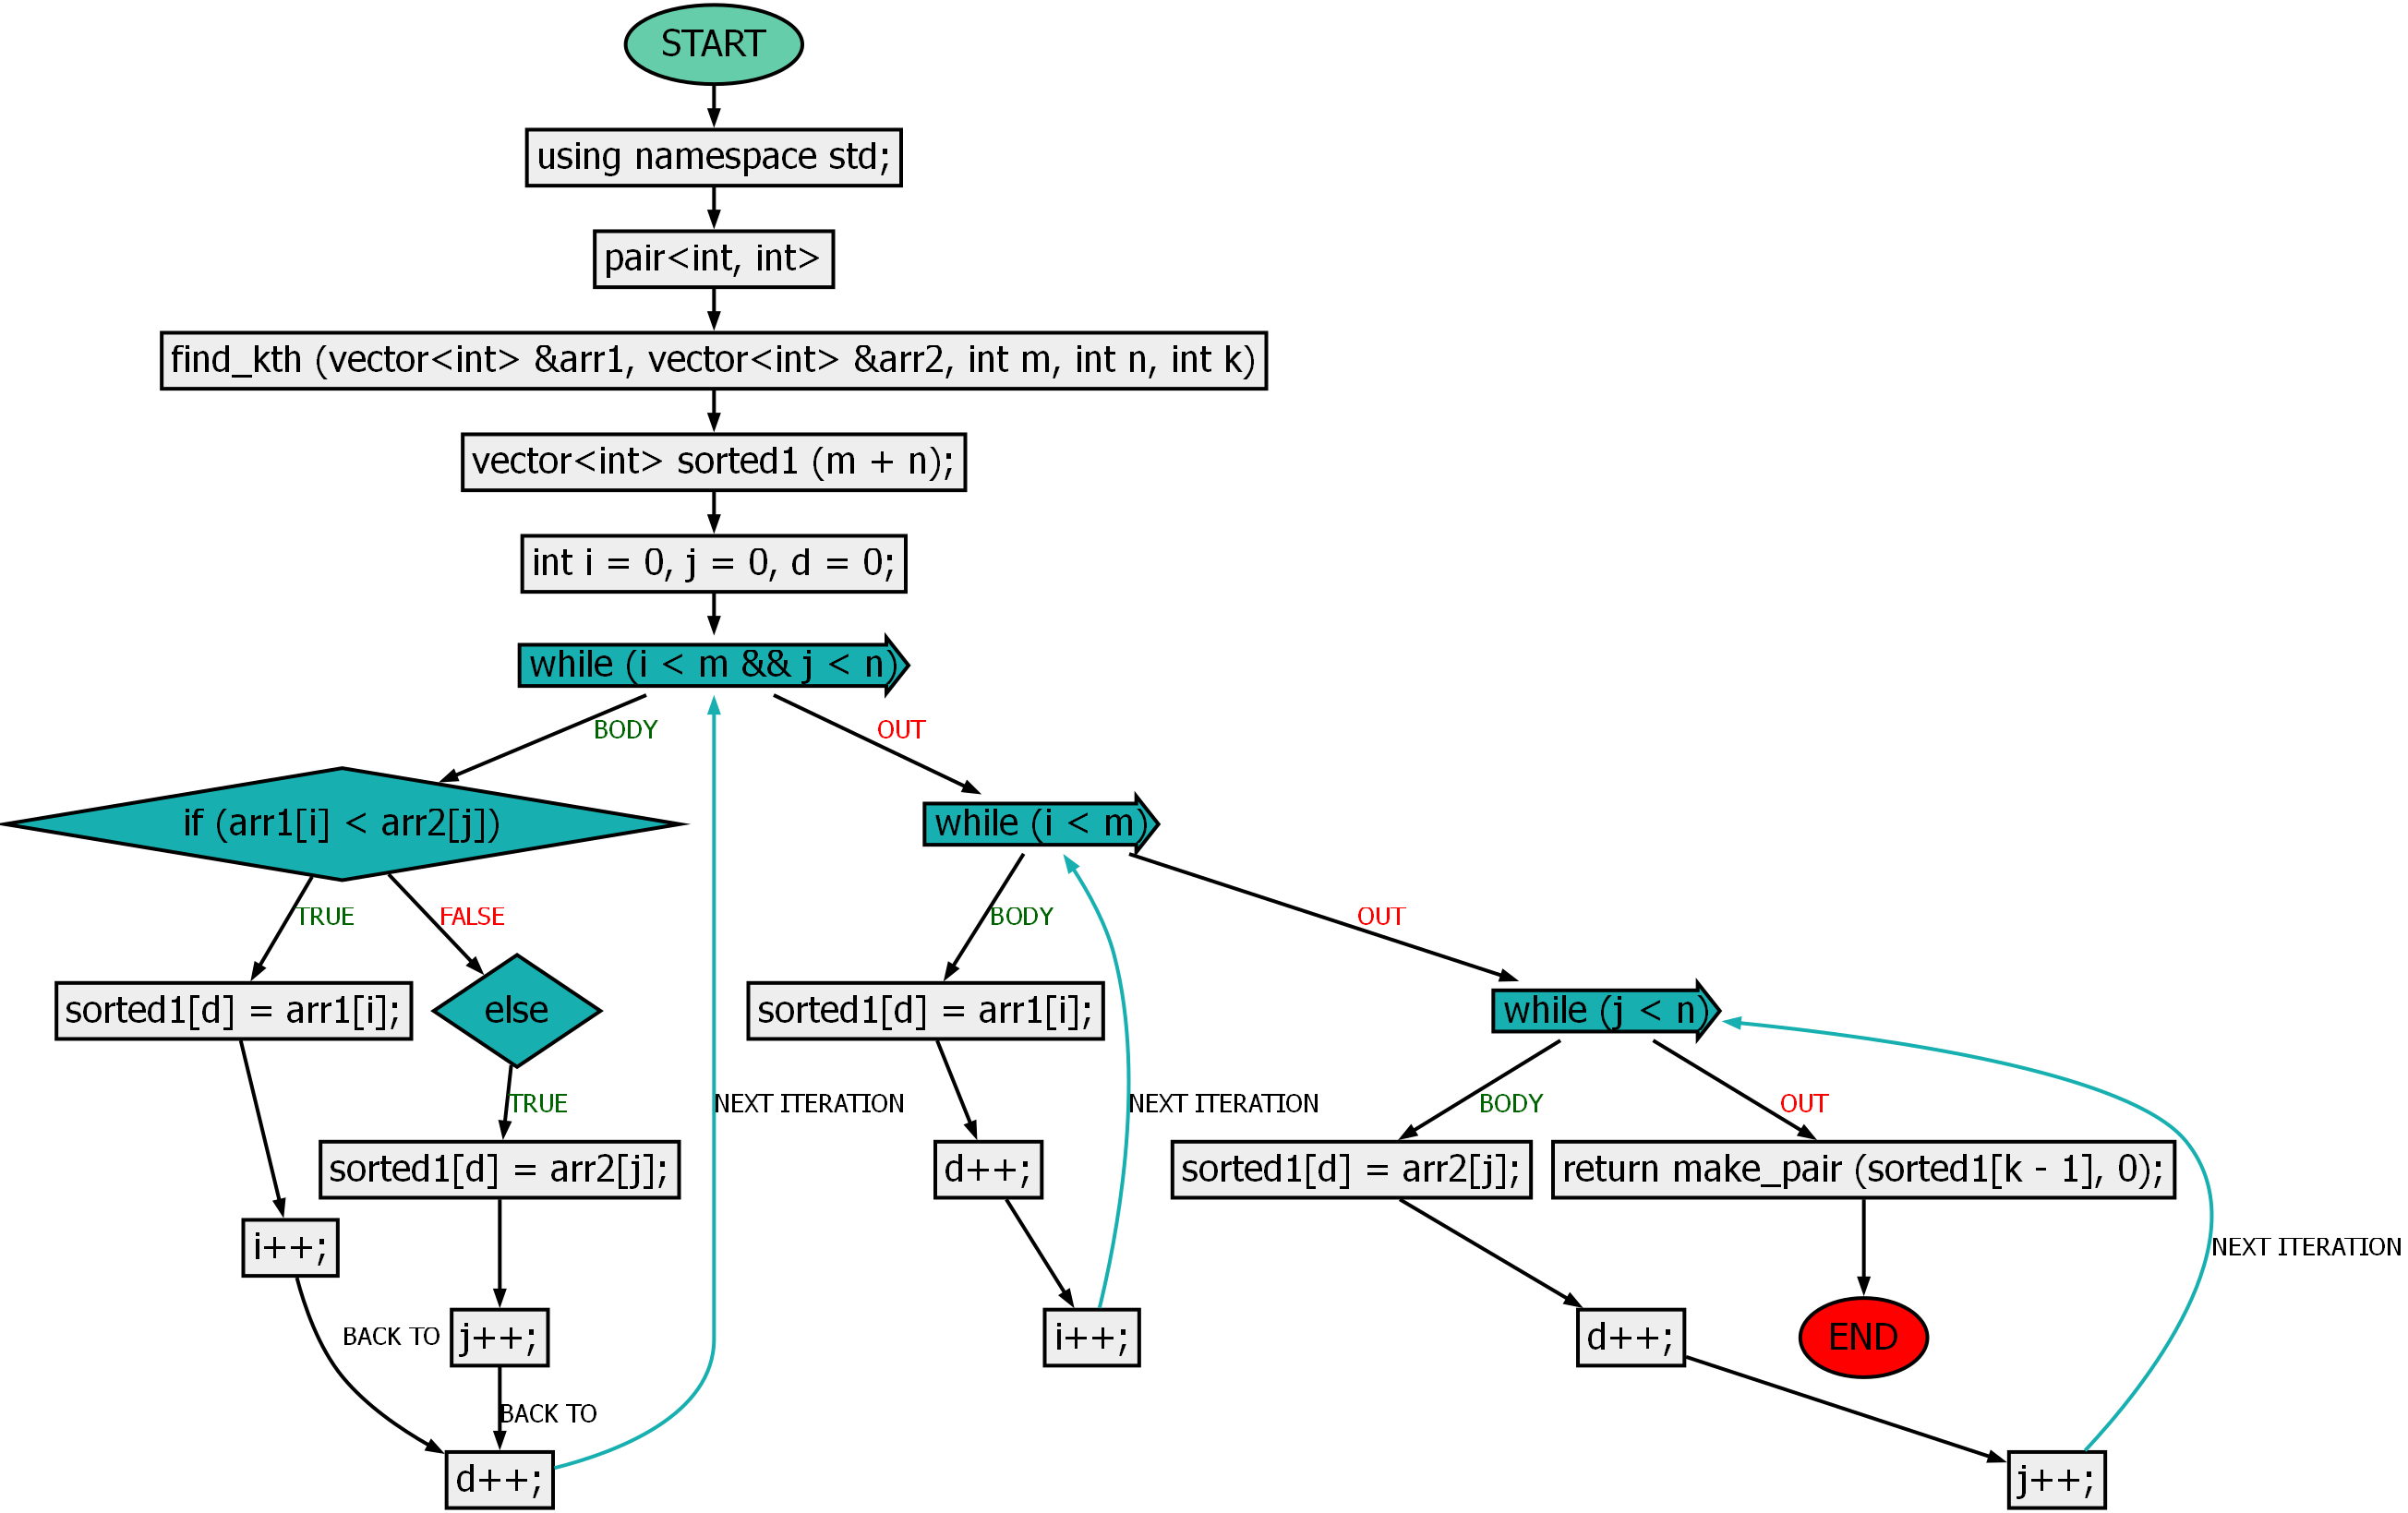 START
using namespace std;
pair<int, int>
find_kth (vector<int> &arr1, vector<int> &arr2, int m, int n, int k)
vector<int> sorted1 (m + n);
int i = 0, j = 0, d = 0;
while (i < m && j < n)
BODY
OUT
if (arr1[i] < arr2[j])
while (i < m)
TRUE
FALSE
BODY
OUT
sorted1[d] = arr1[i];
else
sorted1[d] = arr1[i];
while (j < n)
TRUE
NEXT ITERATION
NEXT ITERATION
BODY
OUT
sorted1[d] = arr2[j];
d++;
sorted1[d] = arr2[j];
return make_pair (sorted1[k - 1], 0);
i++;
NEXT ITERATION
BACK TO
j++;
i++;
d++;
END
BACK TO
d++;
j++;